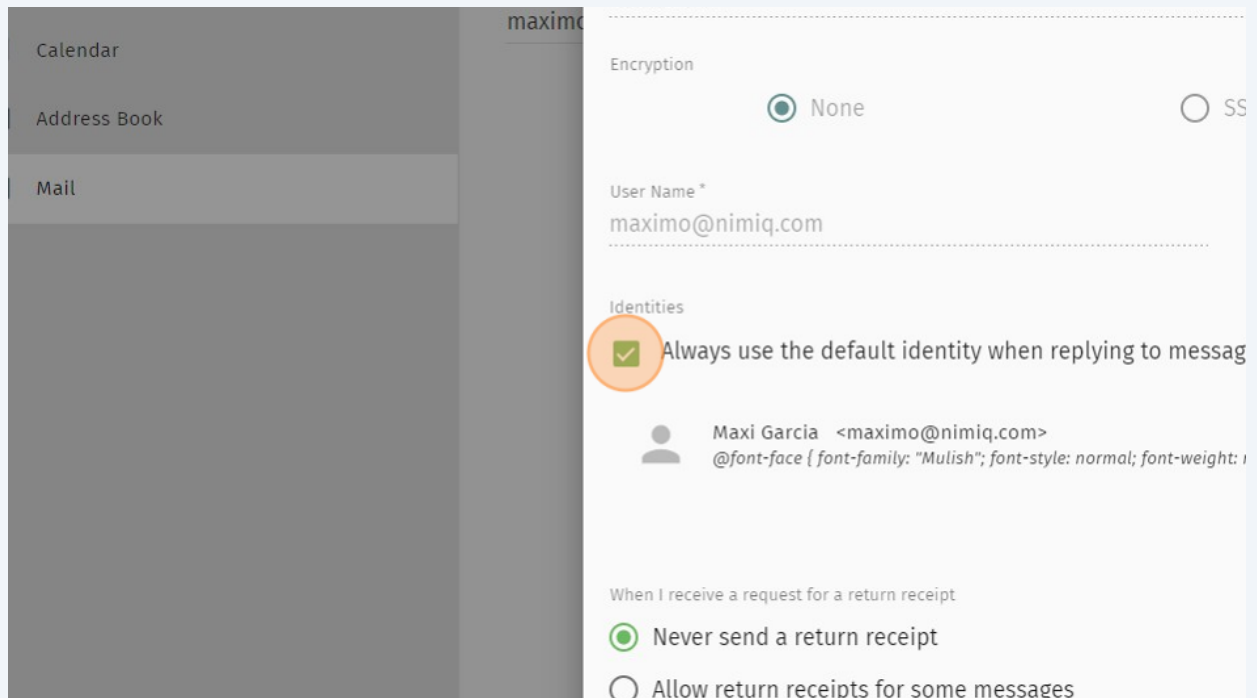 Calendar
Address Book
Mail
maximo
Encryption
None
User Name *
maximo@nimiq.com
Identities
Always use the default identity when replying to messag
Maxi Garcia <maximo@nimiq.com>
@font-face { font-family: "Mulish"; font-style: normal; font-weight:
When I receive a request for a return receipt
Never send a return receipt
Allow return receipts for some messages